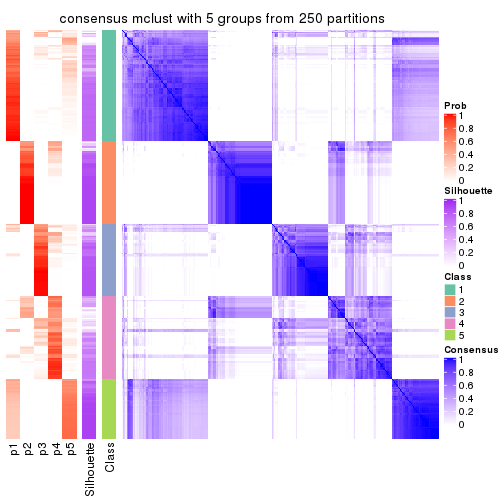 consensus mclust with 5 groups from 250 partitions
Prob
1
0.8
0.6
0.4
0.2
0
Silhouette
1
0.8
0.6
0.4
0.2
0
Class
1
2
3
4
5
Consensus
1
0.8
0.6
0.4
0.2
0
p1
p2
p3
p4
p5
Silhouette
Class